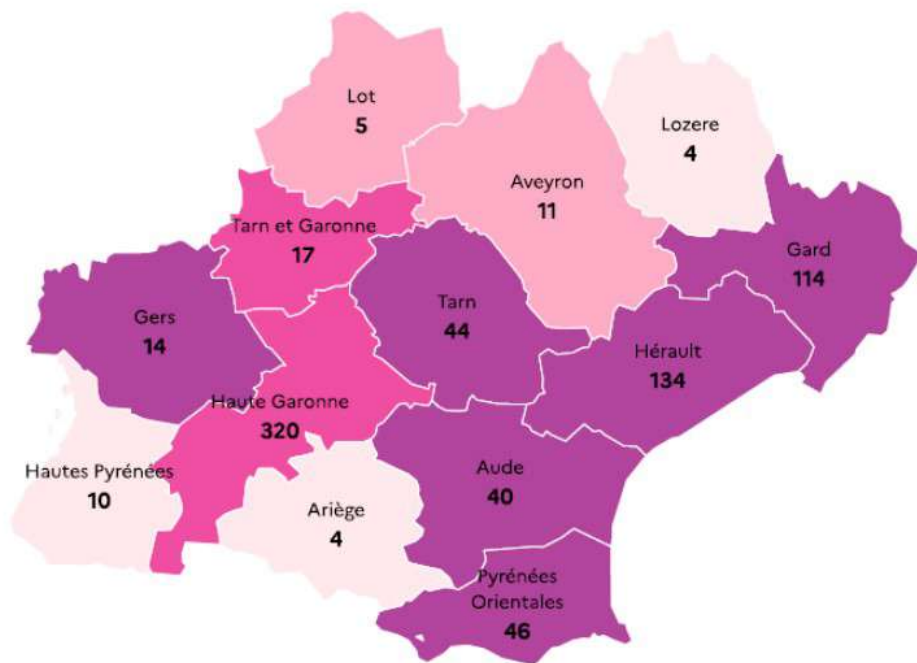 Lot
5
Lozere
4
Aveyron
11
Tarn et Garonne
17
Gard
114
Gers
14
Tarn
44
Hérault
134
Haute Garonne
320
Hautes Pyrénées
10
Aude
40
Ariège
4
Pyrénées
Orientales
46